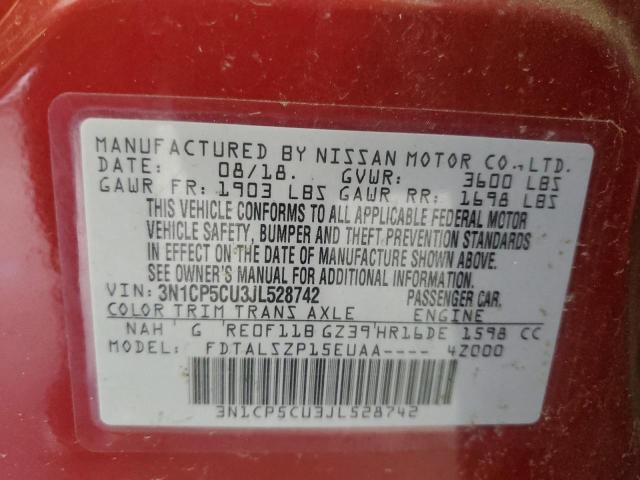 MANUFACTURED BY NISSAN MOTOR CO.,LTD.
DATE: 08/18. GVWR: 3600 LBS
GAWR FR: 1903 LBS GAWR RR: 1698 LBS
THIS VEHICLE CONFORMS TO ALL APPLICABLE FEDERAL MOTOR
VEHICLE SAFETY, BUMPER AND THEFT PREVENTION STANDARDS
IN EFFECT ON THE DATE OF MANUFACTURE SHOWN ABOVE.
SEE OWNER'S MANUAL FOR ADDITIONAL INFORMATION.
VIN: 3N1CP5CU3JL528742 PASSENGER CAR.
COLOR TRIM TRANS AXLE ENGINE
NAH G RE0F11B GZ39 HR16DE 1598 CC
MODEL: FDTALSZP15EUAA---- 4Z000
3N1CP5CU3JL528742